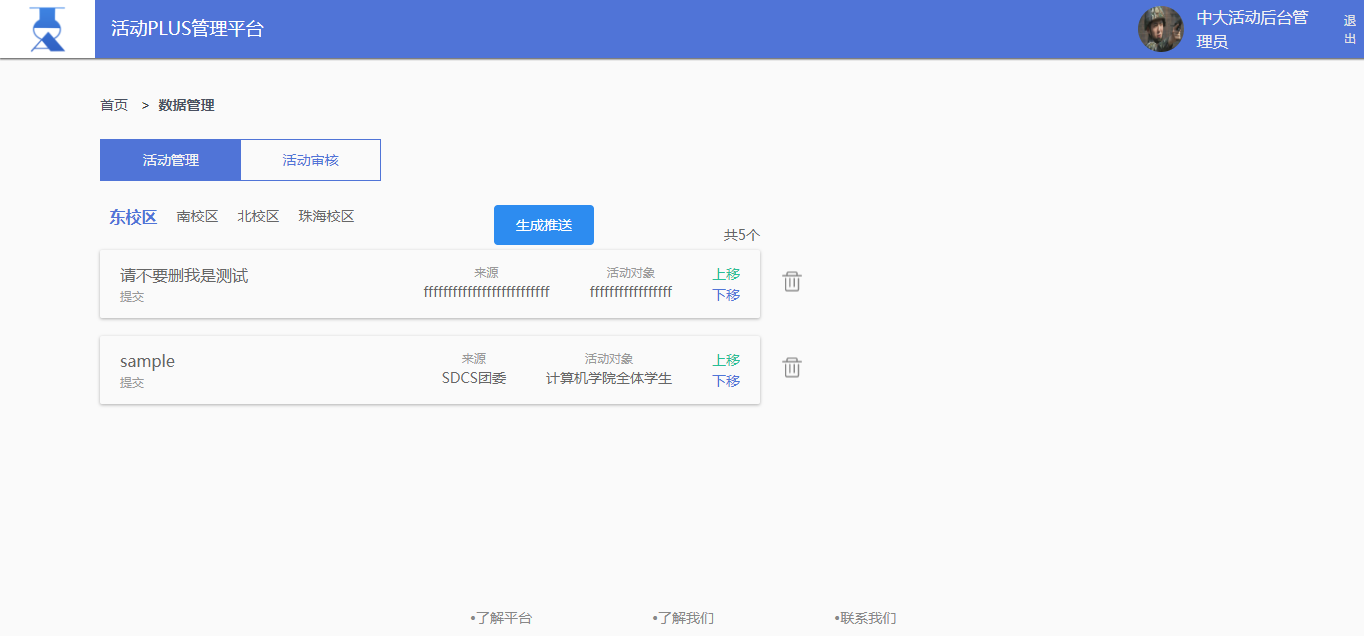 活动PLUS管理平台
中大活动后台管
理员
退
出
首页 > 数据管理
活动管理 活动审核
东校区 南校区 北校区 珠海校区
生成推送
共5个
请不要删我是测试
提交
来源
ffffffffffffffffffffffffff
活动对象
fffffffffffffffff
上移
下移
sample
提交
来源
SDCS团委
活动对象
计算机学院全体学生
上移
下移
•了解平台 •了解我们 •联系我们